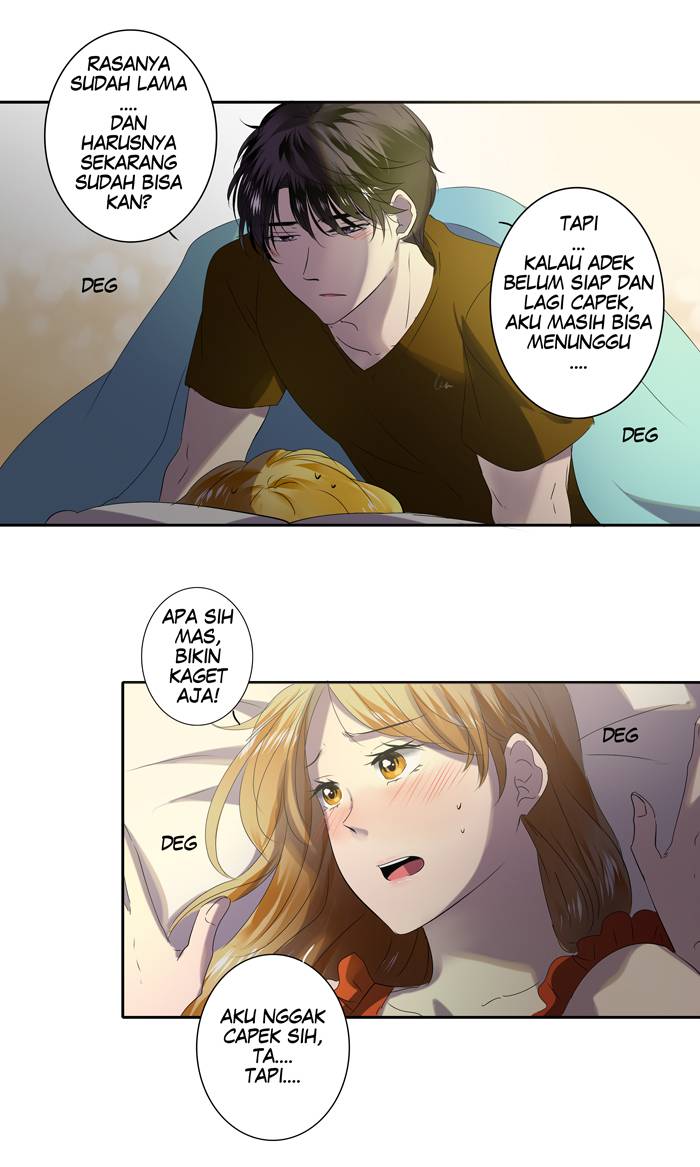 RASANYA
SUDAH LAMA
....
DAN
HARUSNYA
SEKARANG
SUDAH BISA
KAN?
TAPI
...
KALAU ADEK
BELUM SIAP DAN
LAGI CAPEK,
AKU MASIH BISA
MENUNGGU
....
DEG
DEG
APA SIH
MAS,
BIKIN
KAGET
AJA!
DEG
DEG
AKU NGGAK
CAPEK SIH,
TA....
TAPI....